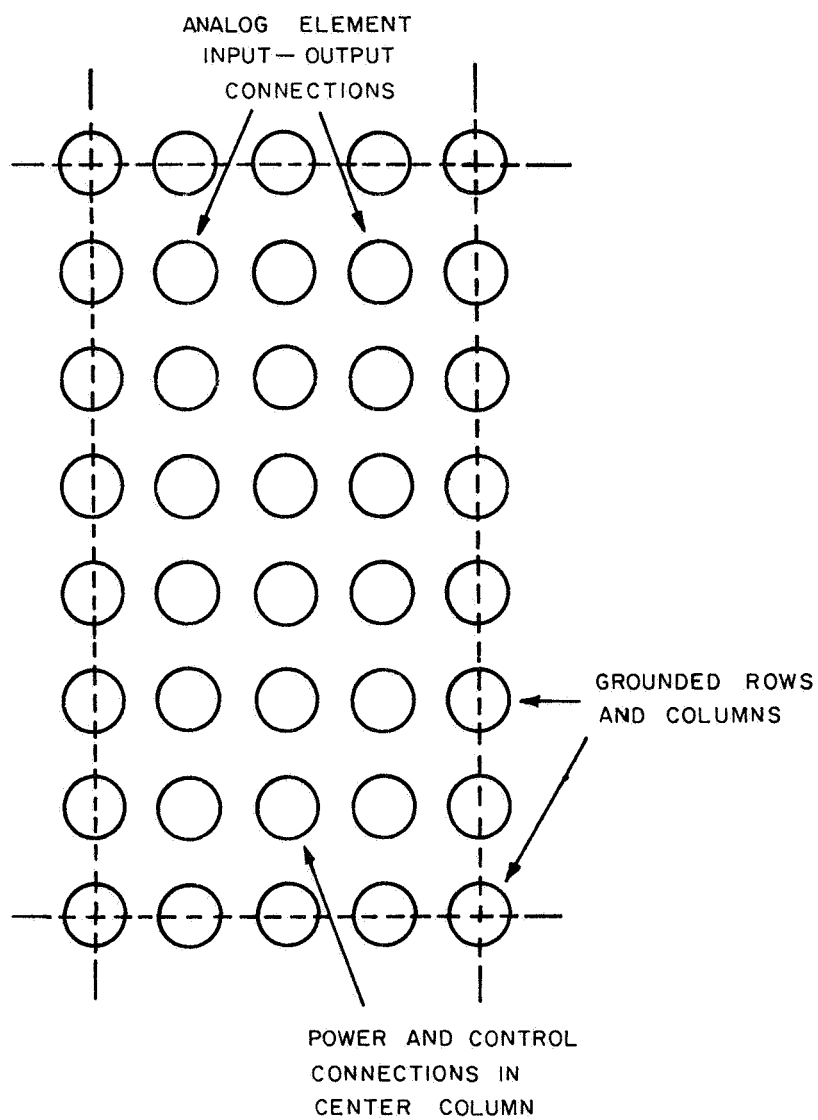 ANALOG ELEMENT
INPUT — OUTPUT
CONNECTIONS
GROUNDED ROWS
AND COLUMNS
POWER AND CONTROL
CONNECTIONS IN
CENTER COLUMN